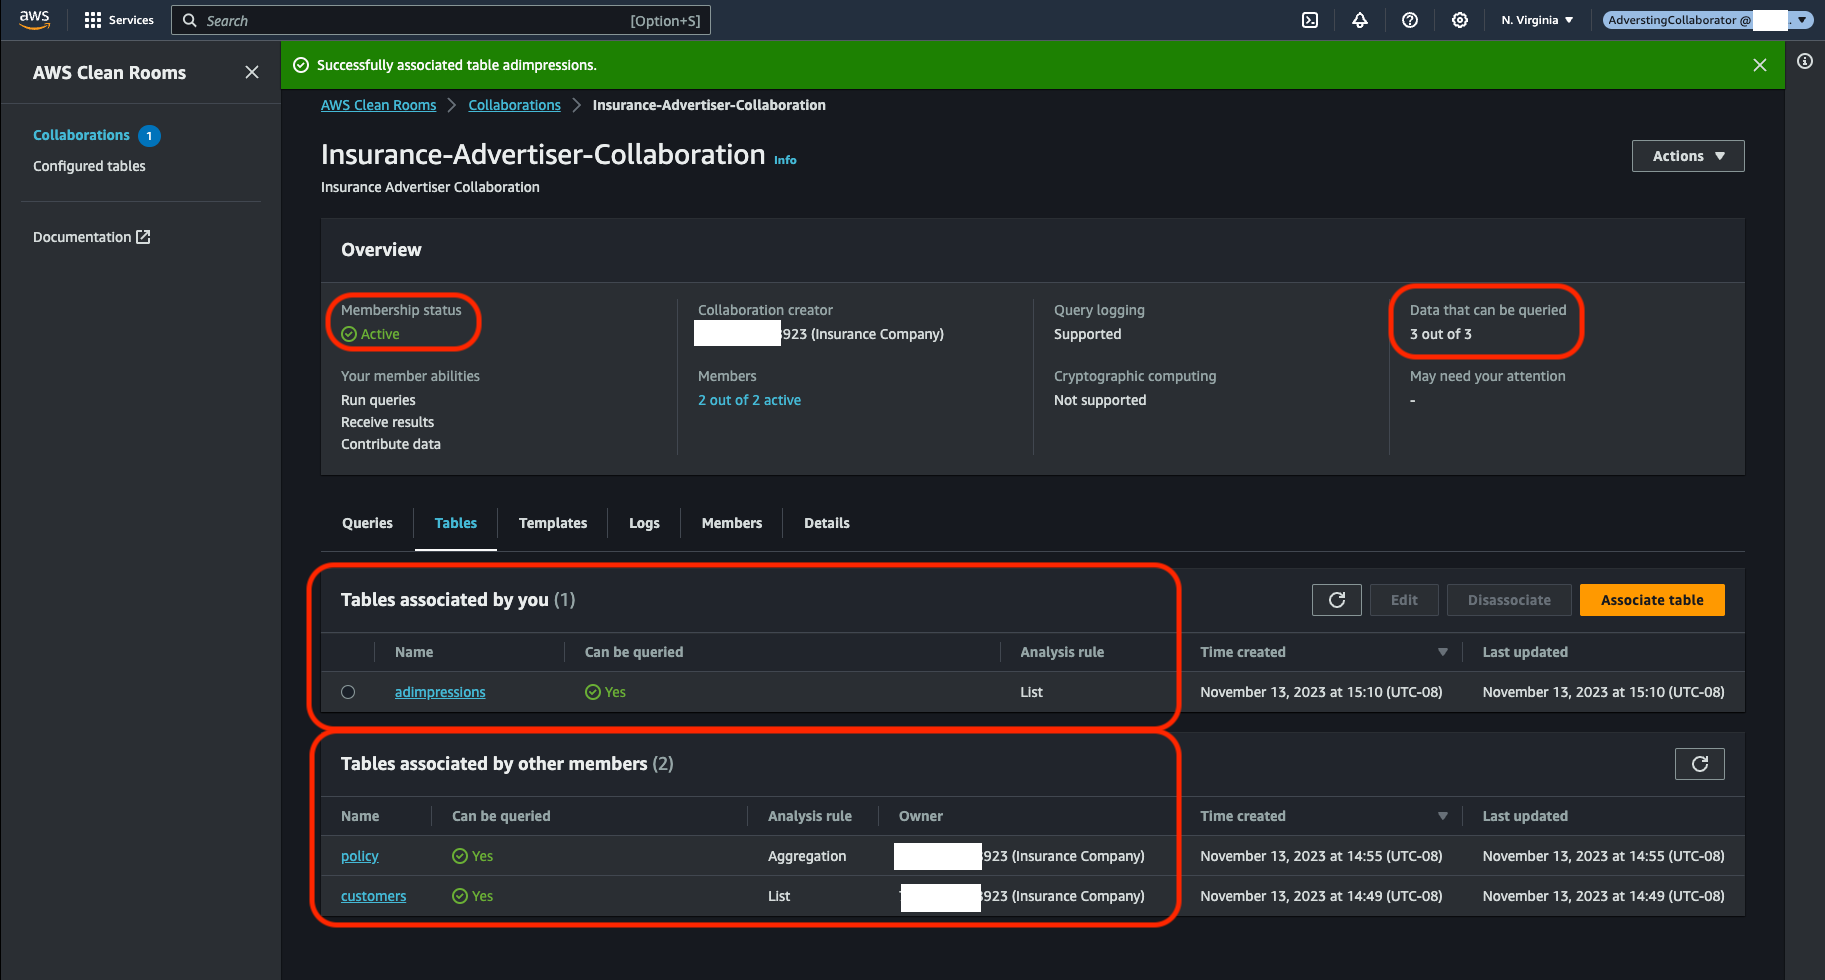 aws Services Search [Option+S] N. Virginia AdverstingCollaborator @
AWS Clean Rooms
Collaborations 1
Configured tables
Documentation
Successfully associated table adimpressions.
AWS Clean Rooms Collaborations Insurance-Advertiser-Collaboration
Insurance-Advertiser-Collaboration Info
Actions
Insurance Advertiser Collaboration
Overview
Membership status
Active
Your member abilities
Run queries
Receive results
Contribute data
Collaboration creator
923 (Insurance Company)
Members
2 out of 2 active
Query logging
Supported
Cryptographic computing
Not supported
Data that can be queried
3 out of 3
May need your attention
-
Queries Tables Templates Logs Members Details
Tables associated by you (1)
Edit Disassociate Associate table
Name Can be queried Analysis rule Time created Last updated
adimpressions Yes List November 13, 2023 at 15:10 (UTC-08) November 13, 2023 at 15:10 (UTC-08)
Tables associated by other members (2)
Name Can be queried Analysis rule Owner Time created Last updated
policy Yes Aggregation 923 (Insurance Company) November 13, 2023 at 14:55 (UTC-08) November 13, 2023 at 14:55 (UTC-08)
customers Yes List 923 (Insurance Company) November 13, 2023 at 14:49 (UTC-08) November 13, 2023 at 14:49 (UTC-08)